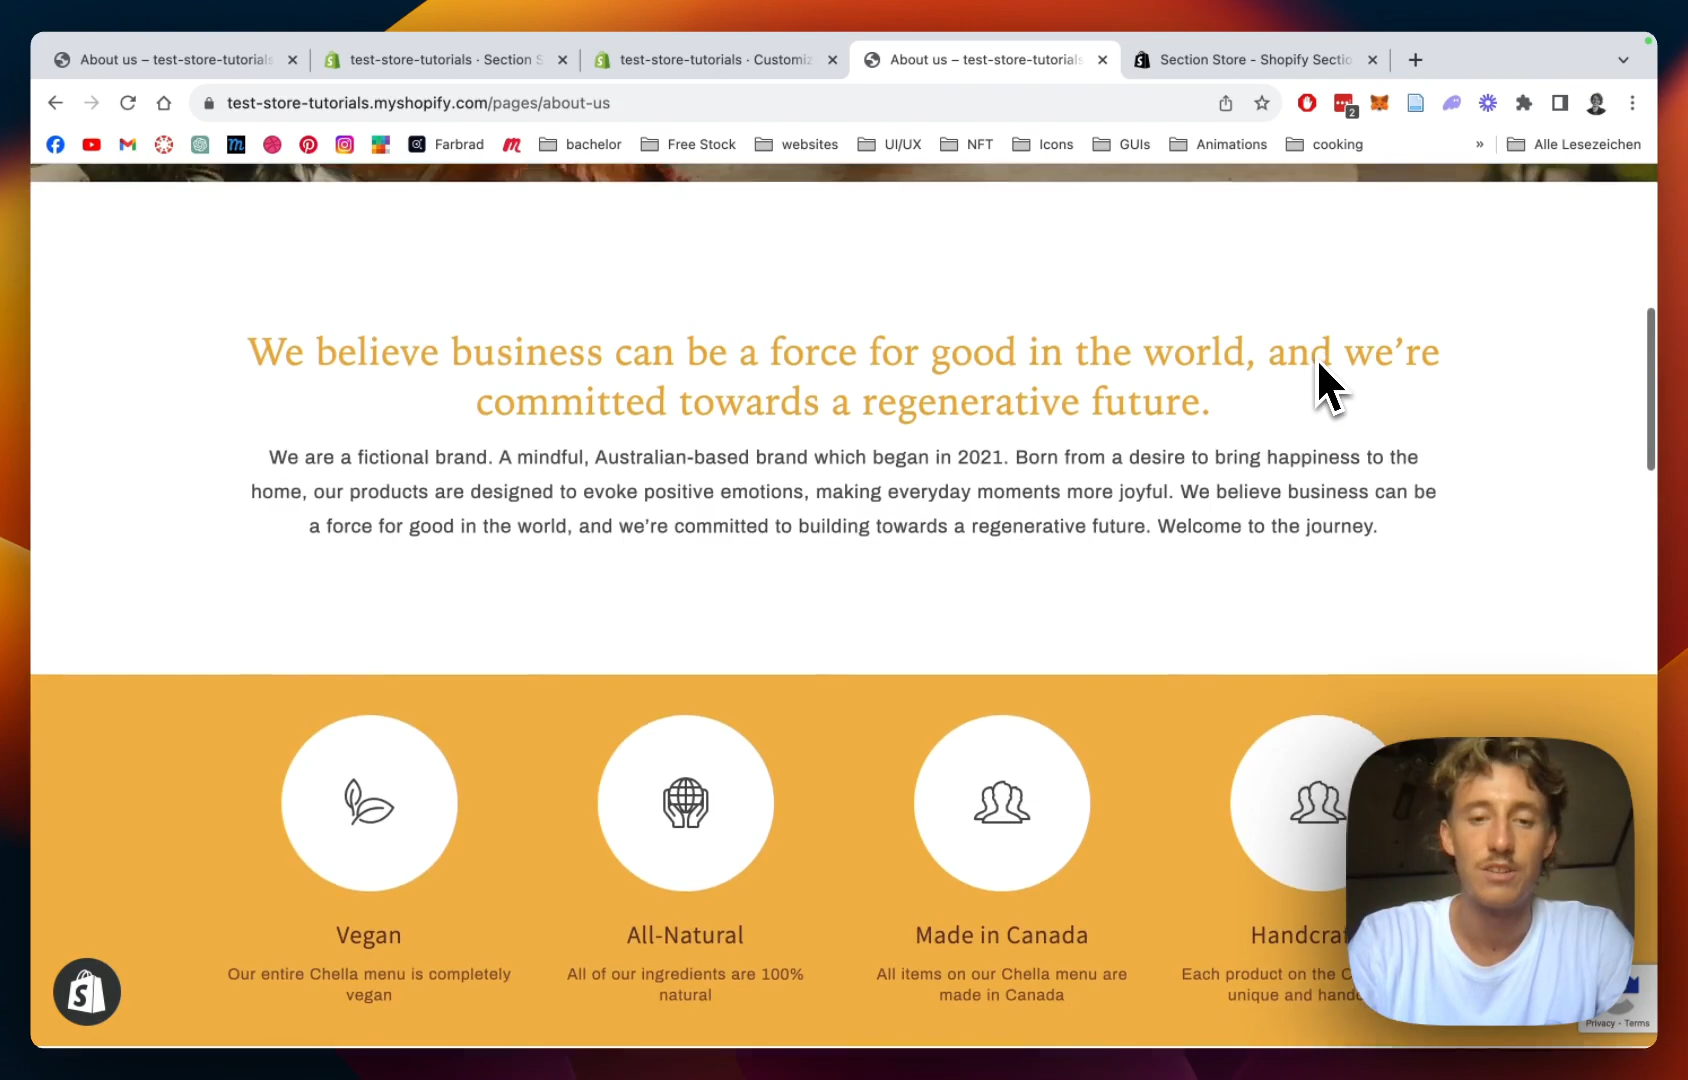 About us – test-store-tutorials
test-store-tutorials · Section S
test-store-tutorials · Customiz
About us – test-store-tutorials
Section Store - Shopify Sectio
test-store-tutorials.myshopify.com/pages/about-us
2
Farbrad
bachelor
Free Stock
websites
UI/UX
NFT
Icons
GUIs
Animations
cooking
»
Alle Lesezeichen
We believe business can be a force for good in the world, and we’re
committed towards a regenerative future.
We are a fictional brand. A mindful, Australian-based brand which began in 2021. Born from a desire to bring happiness to the
home, our products are designed to evoke positive emotions, making everyday moments more joyful. We believe business can be
a force for good in the world, and we’re committed to building towards a regenerative future. Welcome to the journey.
Vegan
Our entire Chella menu is completely
vegan
All-Natural
All of our ingredients are 100%
natural
Made in Canada
All items on our Chella menu are
made in Canada
Handcra
Each product on the C
unique and hand
Privacy - Terms